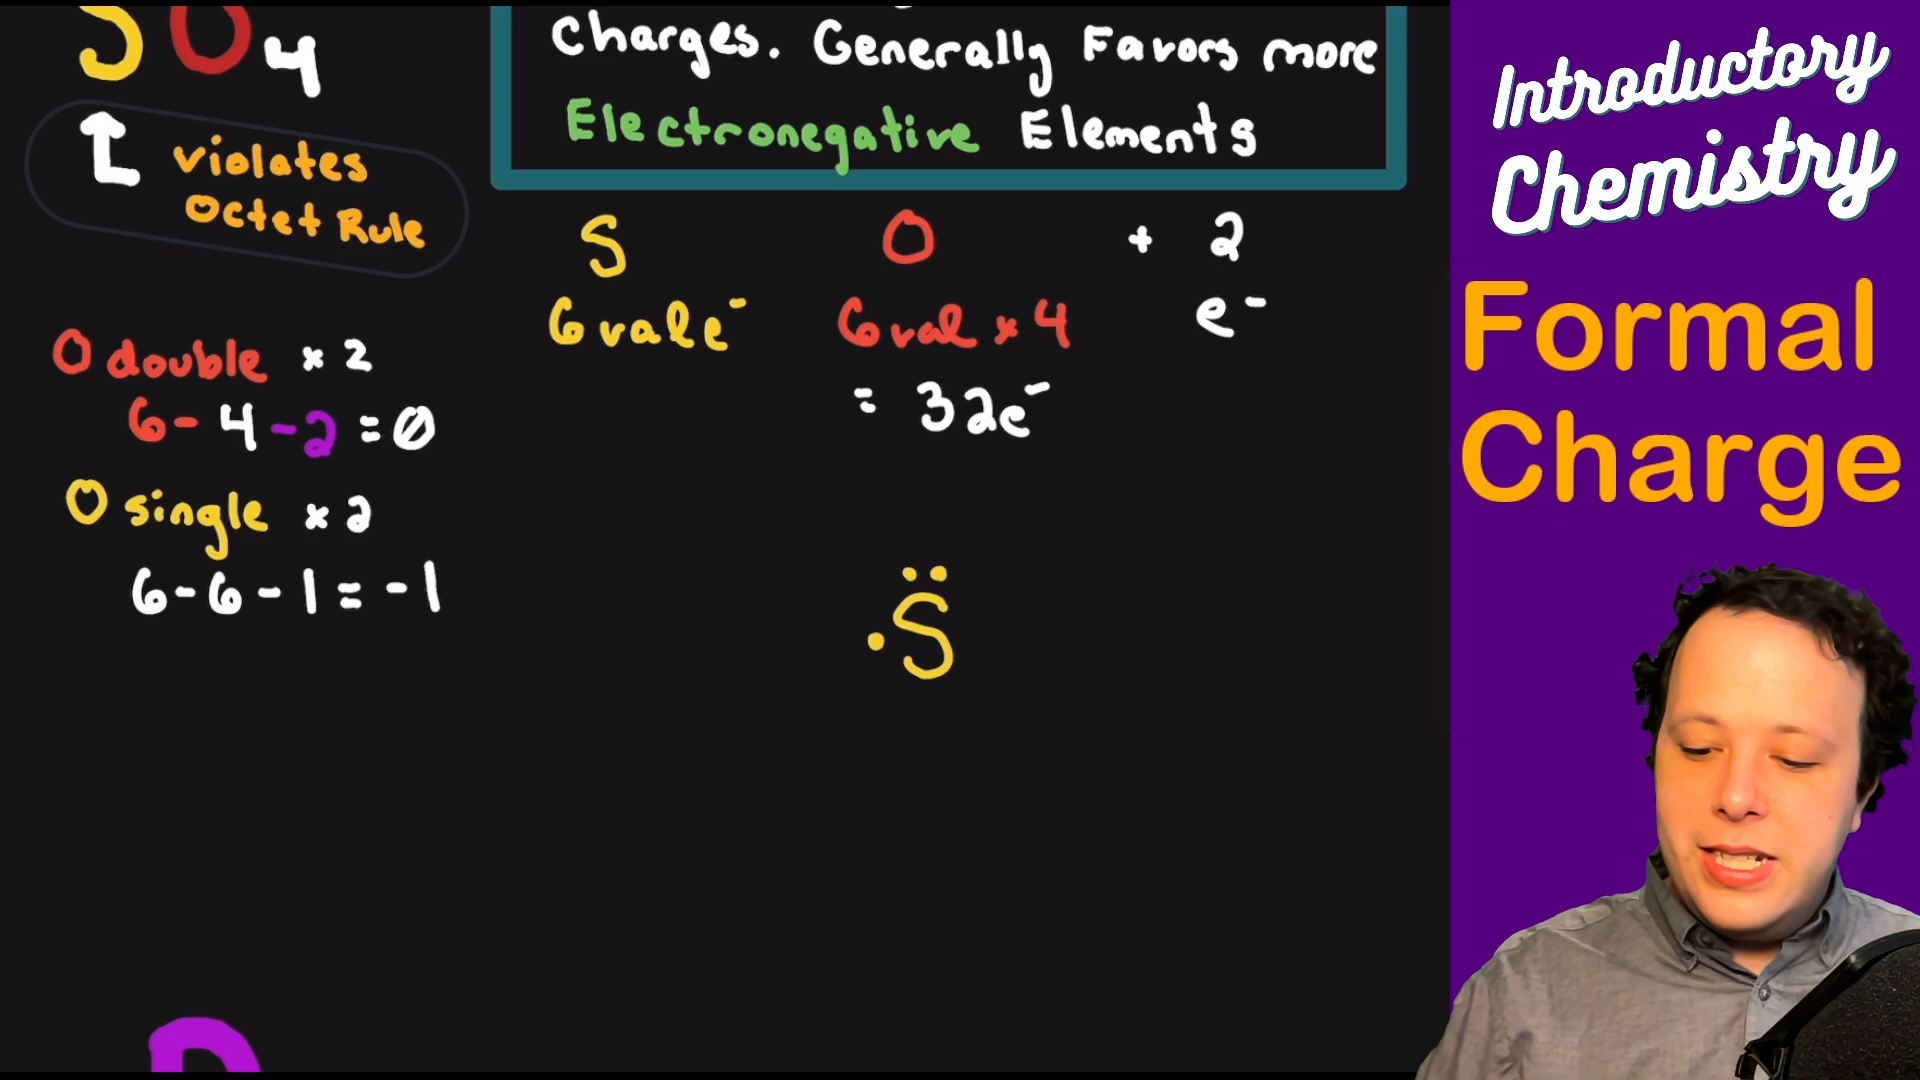 SO4
violates
Octet Rule
Charges. Generally Favors more
Electronegative Elements
S O + 2
6 val e- 6 val x 4 e-
= 32e-
O double x 2
6 - 4 - 2 = 0
O single x 2
6 - 6 - 1 = -1
S
Introductory
Chemistry
Formal
Charge